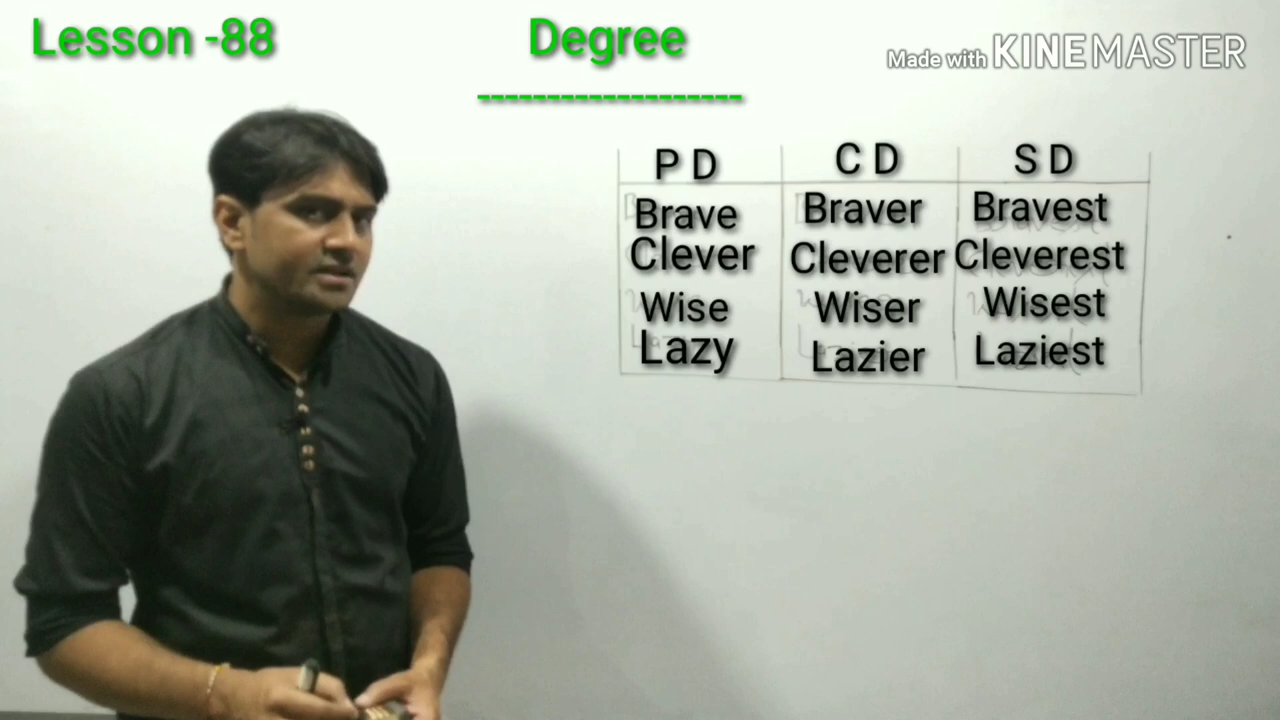 Lesson -88 Degree
Made with KINEMASTER
--------------------
P D C D S D
Brave Braver Bravest
Clever Cleverer Cleverest
Wise Wiser Wisest
Lazy Lazier Laziest